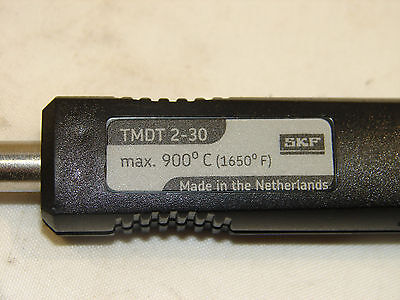 TMDT 2-30
max. 900° C (1650° F)
SKF
Made in the Netherlands